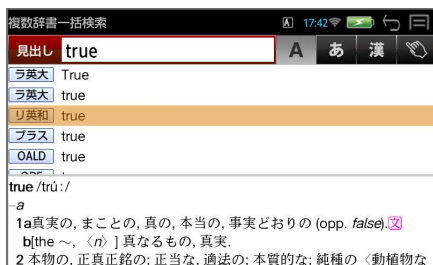 複数辞書一括検索 A 17:42
見出し true A あ 漢
ラ英大 True
ラ英大 true
リ英和 true
プラス true
OALD true
true /trúː/
–a
1a真実の, まことの, 真の, 本当の, 事実どおりの (opp. false).文
b[the ～, 〈n〉] 真なるもの, 真実.
2 本物の, 正真正銘の; 正当な, 適法の; 本質的な; 純種の〈動植物な